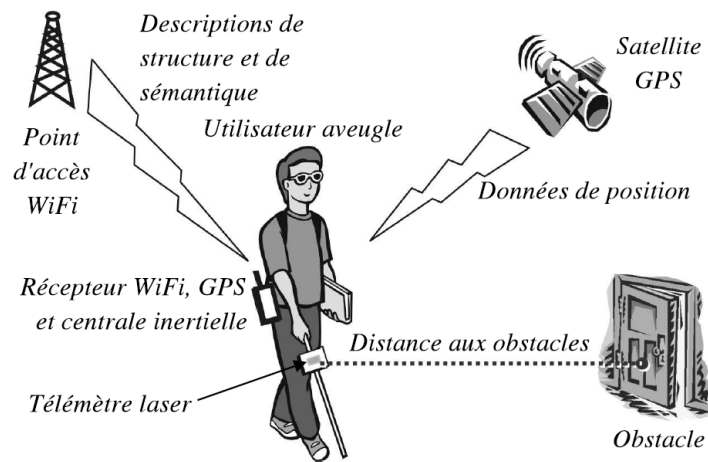 Descriptions de
structure et de
sémantique
Satellite
GPS
Point
d'accès
WiFi
Utilisateur aveugle
Données de position
Récepteur WiFi, GPS
et centrale inertielle
Distance aux obstacles
Télémètre laser
Obstacle